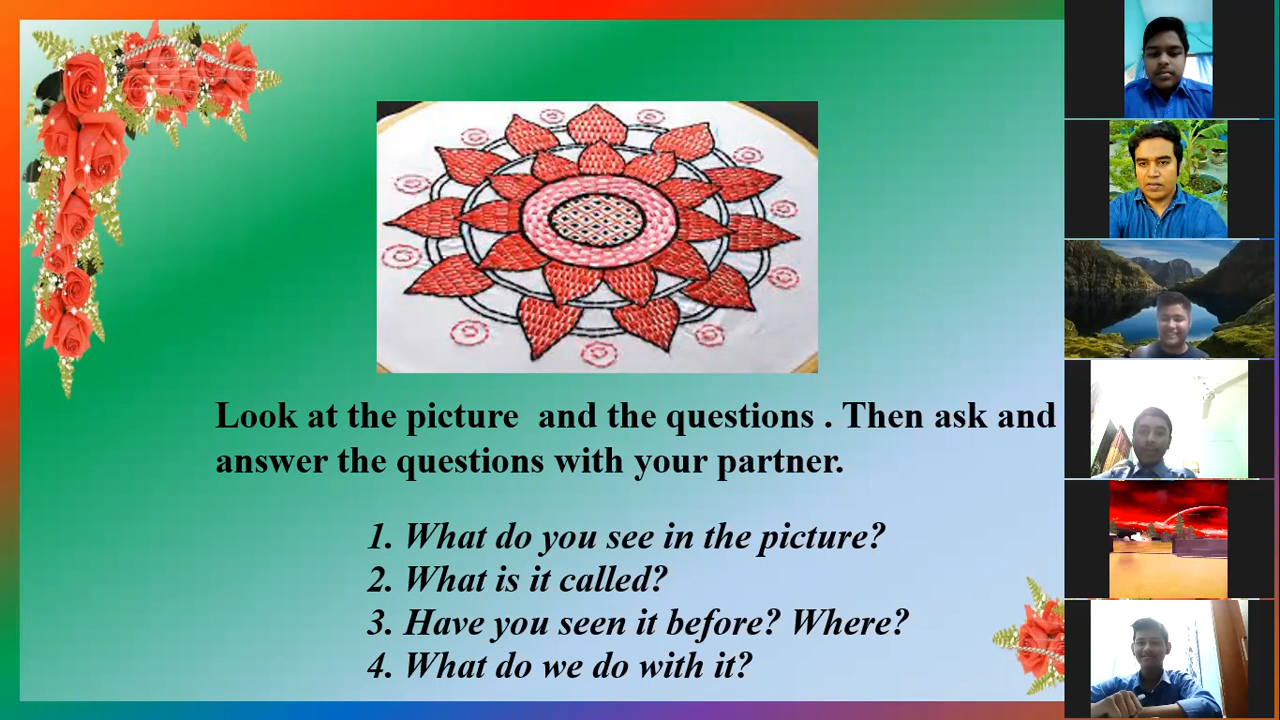 Look at the picture  and the questions . Then ask and
answer the questions with your partner.
1. What do you see in the picture?
2. What is it called?
3. Have you seen it before? Where?
4. What do we do with it?